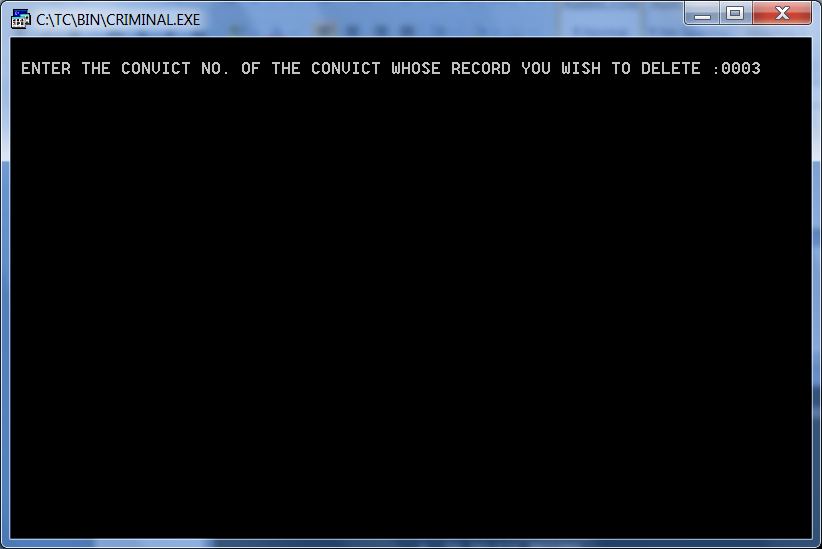 C:\TC\BIN\CRIMINAL.EXE
ENTER THE CONVICT NO. OF THE CONVICT WHOSE RECORD YOU WISH TO DELETE :0003